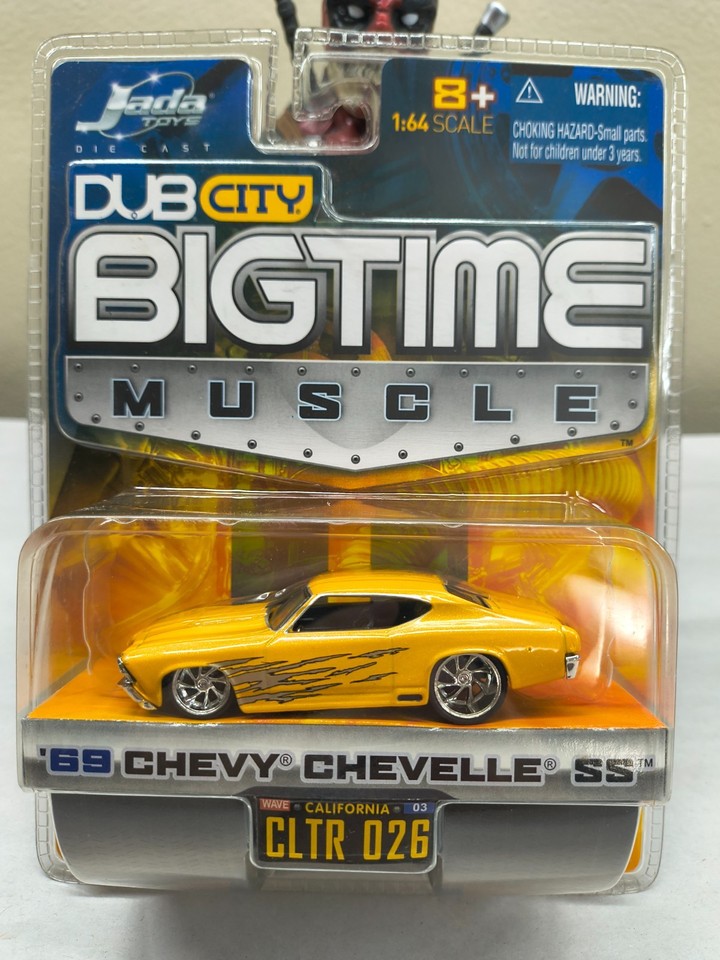 Jada
TOYS
DIE CAST
8+
1:64 SCALE
WARNING:
CHOKING HAZARD-Small parts.
Not for children under 3 years.
DUB CITY
BIGTIME
MUSCLE™
'69 CHEVY® CHEVELLE® SS™
WAVE CALIFORNIA 03
CLTR 026